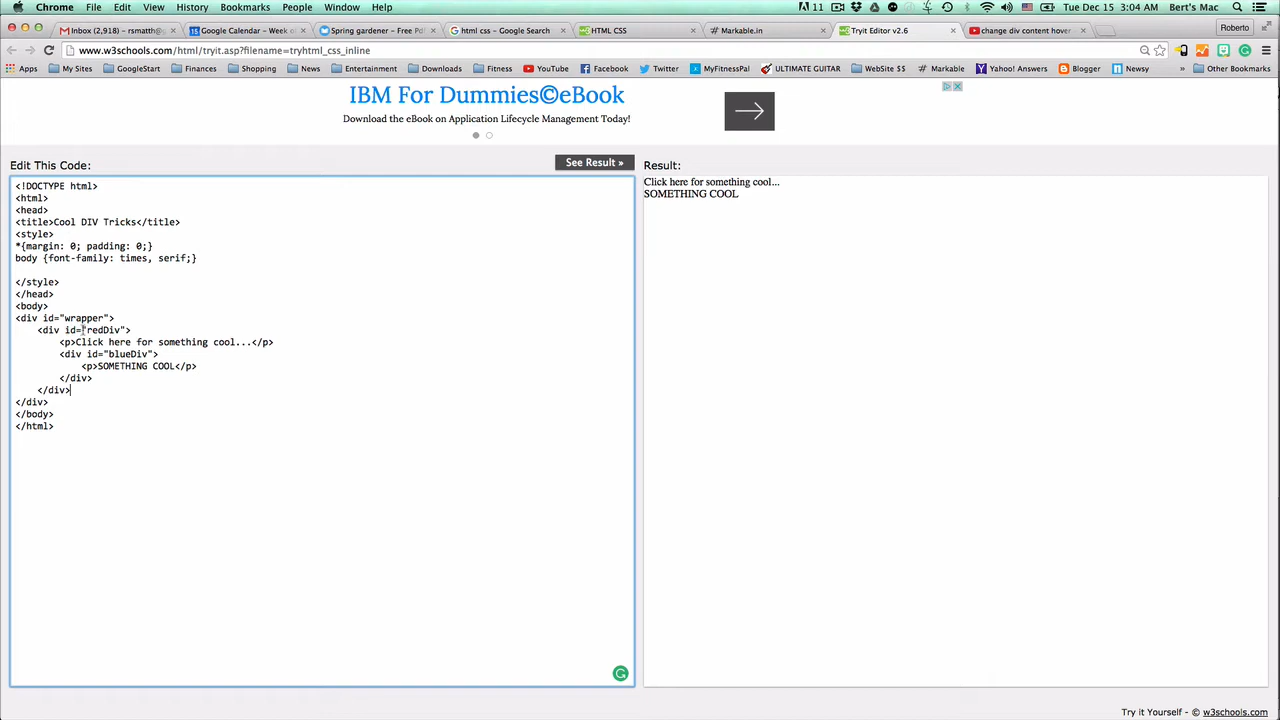 Chrome File Edit View History Bookmarks People Window Help 11 Tue Dec 15 3:04 AM Bert's Mac
Inbox (2,918) – rsmatth@g Google Calendar – Week o Spring gardener – Free Pd html css – Google Search HTML CSS Markable.in Tryit Editor v2.6 change div content hover Roberto
www.w3schools.com/html/tryit.asp?filename=tryhtml_css_inline
Apps My Sites GoogleStart Finances Shopping News Entertainment Downloads Fitness YouTube Facebook Twitter MyFitnessPal ULTIMATE GUITAR WebSite $$ Markable Yahoo! Answers Blogger Newsy » Other Bookmarks
IBM For Dummies©eBook
Download the eBook on Application Lifecycle Management Today!
Edit This Code: See Result » Result:
<!DOCTYPE html>
<html>
<head>
<title>Cool DIV Tricks</title>
<style>
*{margin: 0; padding: 0;}
body {font-family: times, serif;}
</style>
</head>
<body>
<div id="wrapper">
<div id="redDiv">
<p>Click here for something cool...</p>
<div id="blueDiv">
<p>SOMETHING COOL</p>
</div>
</div>
</div>
</body>
</html>
Click here for something cool...
SOMETHING COOL
Try it Yourself - © w3schools.com